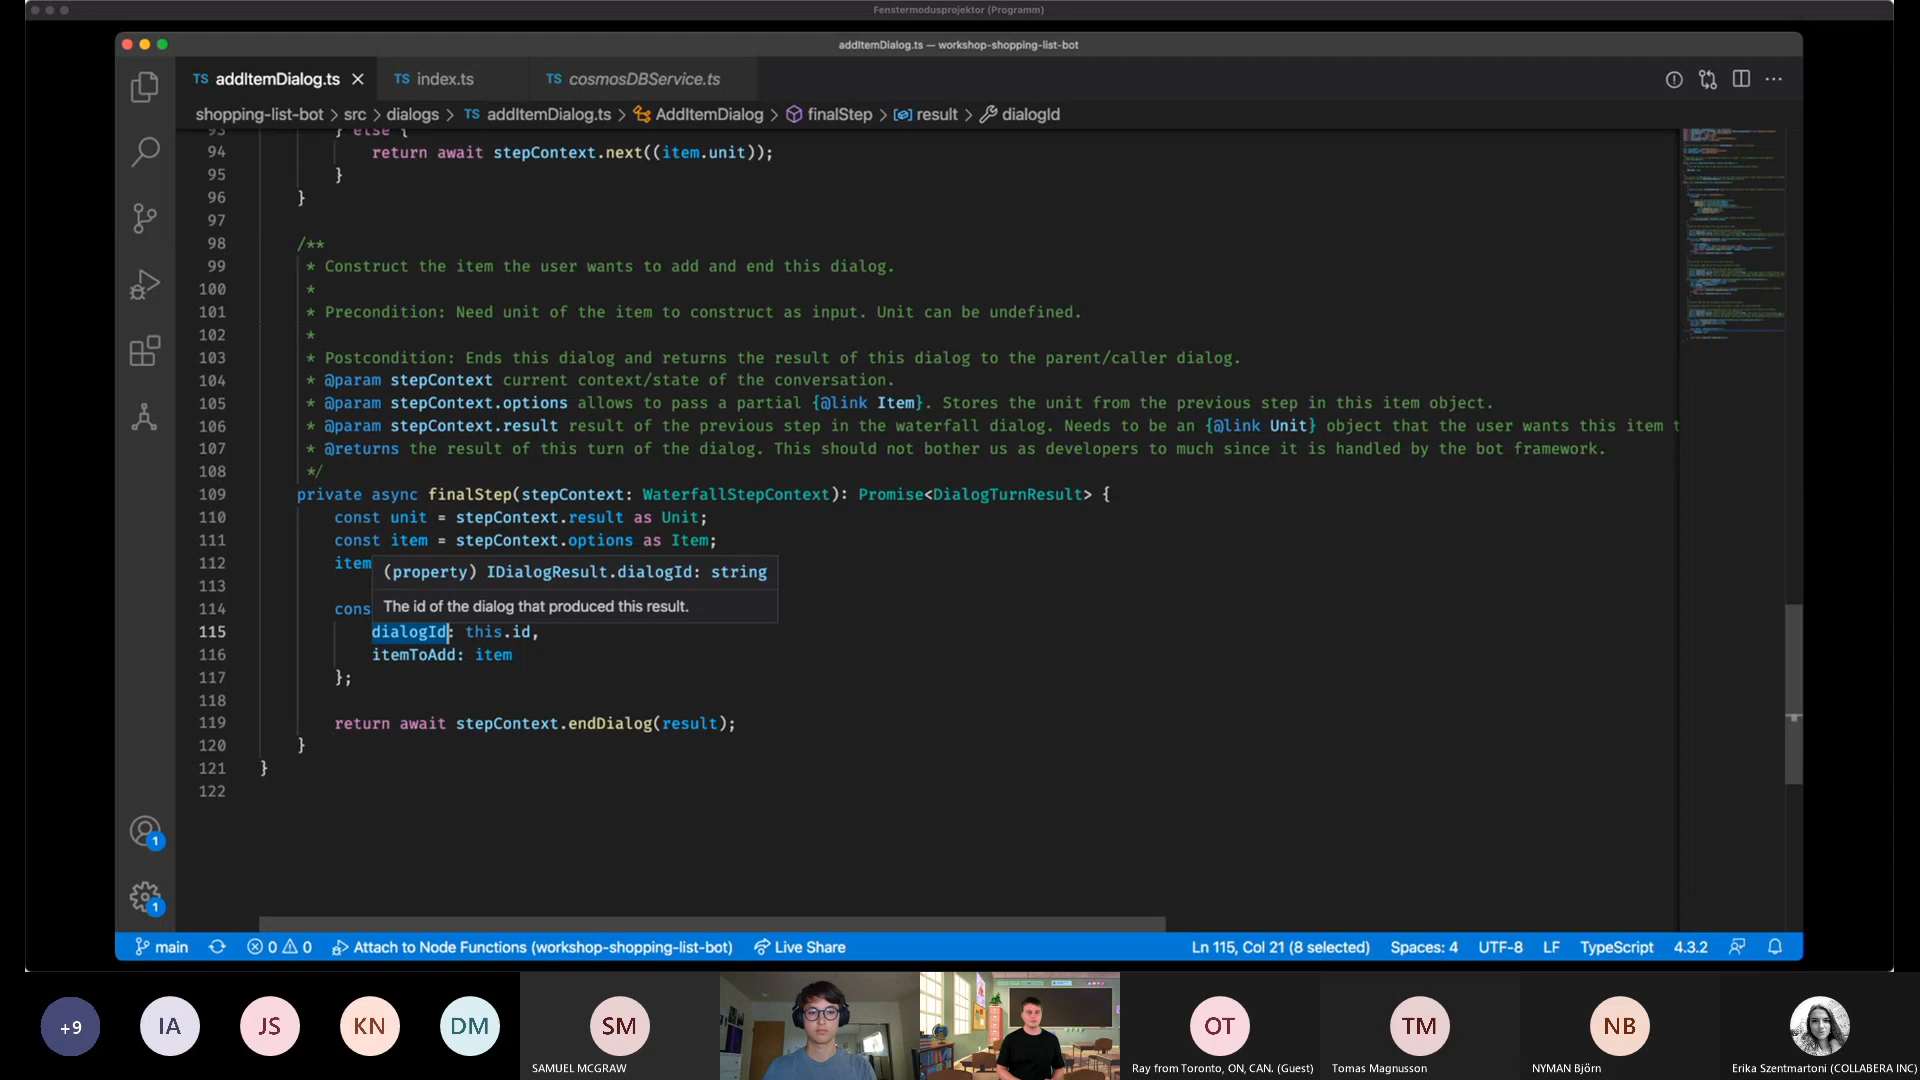 Fenstermodusprojektor (Programm)
addItemDialog.ts — workshop-shopping-list-bot
TS addItemDialog.ts
TS index.ts
TS cosmosDBService.ts
shopping-list-bot > src > dialogs > TS addItemDialog.ts > AddItemDialog > finalStep > result > dialogId
93 } else {
94 return await stepContext.next((item.unit));
95 }
96 }
97
98 /**
99 * Construct the item the user wants to add and end this dialog.
100 *
101 * Precondition: Need unit of the item to construct as input. Unit can be undefined.
102 *
103 * Postcondition: Ends this dialog and returns the result of this dialog to the parent/caller dialog.
104 * @param stepContext current context/state of the conversation.
105 * @param stepContext.options allows to pass a partial {@link Item}. Stores the unit from the previous step in this item object.
106 * @param stepContext.result result of the previous step in the waterfall dialog. Needs to be an {@link Unit} object that the user wants this item t
107 * @returns the result of this turn of the dialog. This should not bother us as developers to much since it is handled by the bot framework.
108 */
109 private async finalStep(stepContext: WaterfallStepContext): Promise<DialogTurnResult> {
110 const unit = stepContext.result as Unit;
111 const item = stepContext.options as Item;
112 item
(property) IDialogResult.dialogId: string
113
The id of the dialog that produced this result.
114 cons
115 dialogId: this.id,
116 itemToAdd: item
117 };
118
119 return await stepContext.endDialog(result);
120 }
121 }
122
1
1
main
0 0
Attach to Node Functions (workshop-shopping-list-bot)
Live Share
Ln 115, Col 21 (8 selected)
Spaces: 4
UTF-8
LF
TypeScript
4.3.2
+9
IA
JS
KN
DM
SM
OT
TM
NB
SAMUEL MCGRAW
Ray from Toronto, ON, CAN. (Guest)
Tomas Magnusson
NYMAN Björn
Erika Szentmartoni (COLLABERA INC)